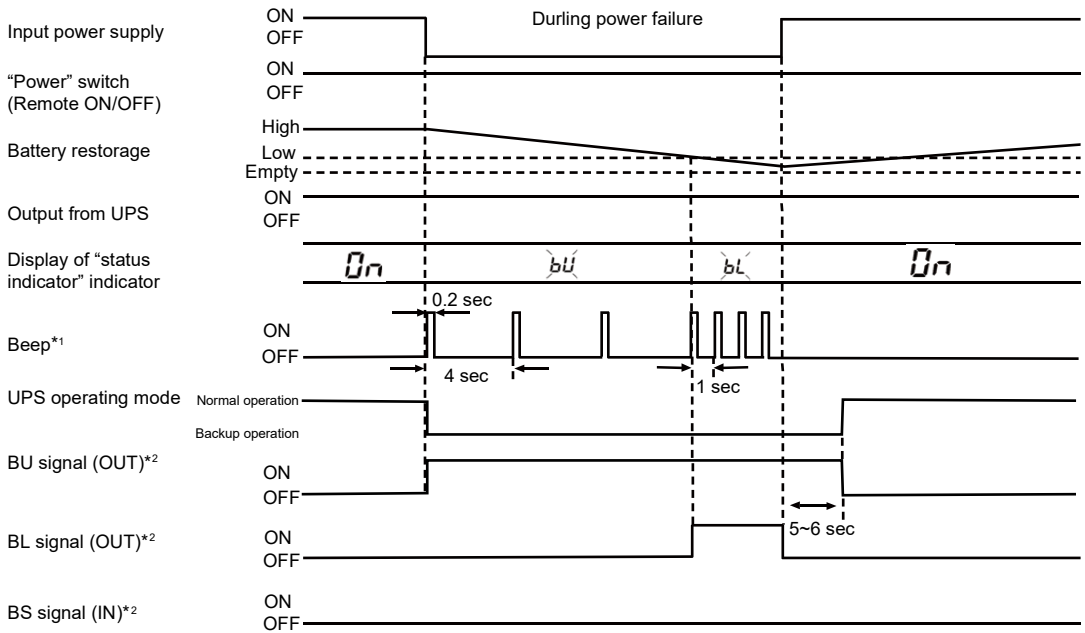 ON
Durling power failure
Input power supply
OFF
ON
“Power” switch
(Remote ON/OFF)
OFF
High
Battery restorage
Low
Empty
ON
Output from UPS
OFF
Display of “status
indicator” indicator
On
bU
bL
On
0.2 sec
ON
Beep*1
OFF
4 sec
1 sec
UPS operating mode
Normal operation
Backup operation
BU signal (OUT)*2
ON
OFF
5~6 sec
BL signal (OUT)*2
ON
OFF
BS signal (IN)*2
ON
OFF